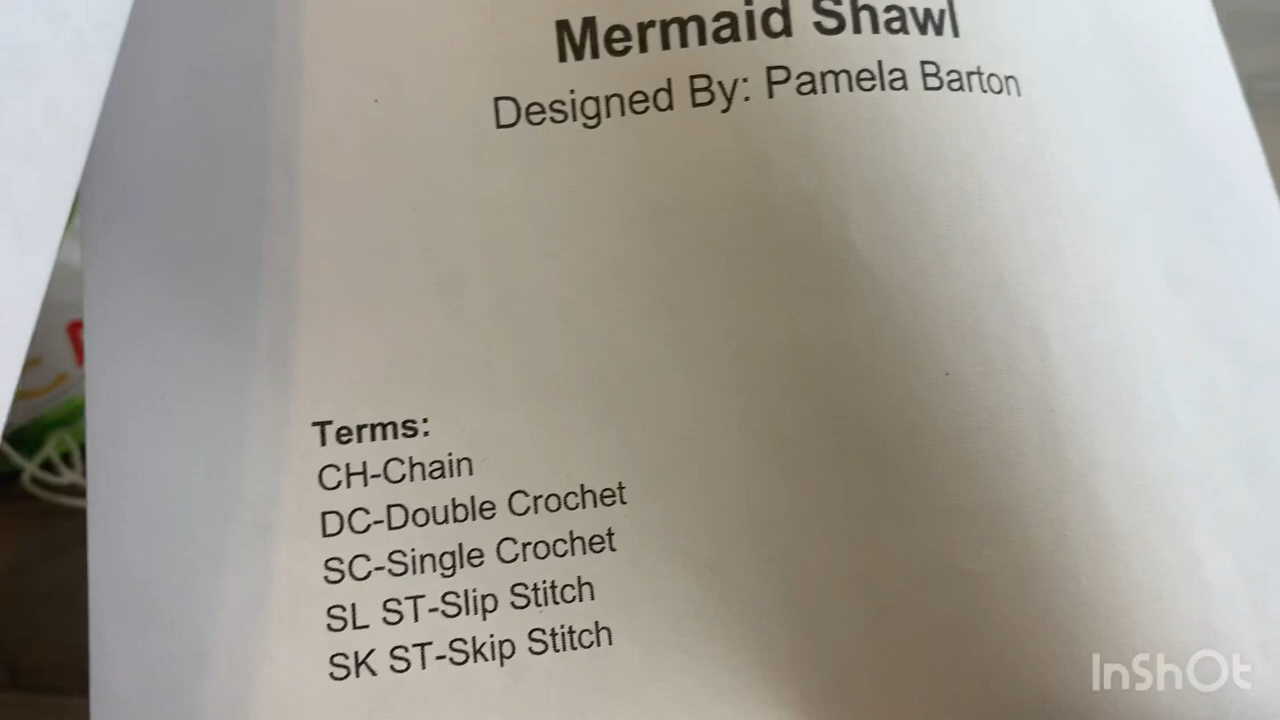 Mermaid Shawl
Designed By: Pamela Barton
Terms:
CH-Chain
DC-Double Crochet
SC-Single Crochet
SL ST-Slip Stitch
SK ST-Skip Stitch
InShOt